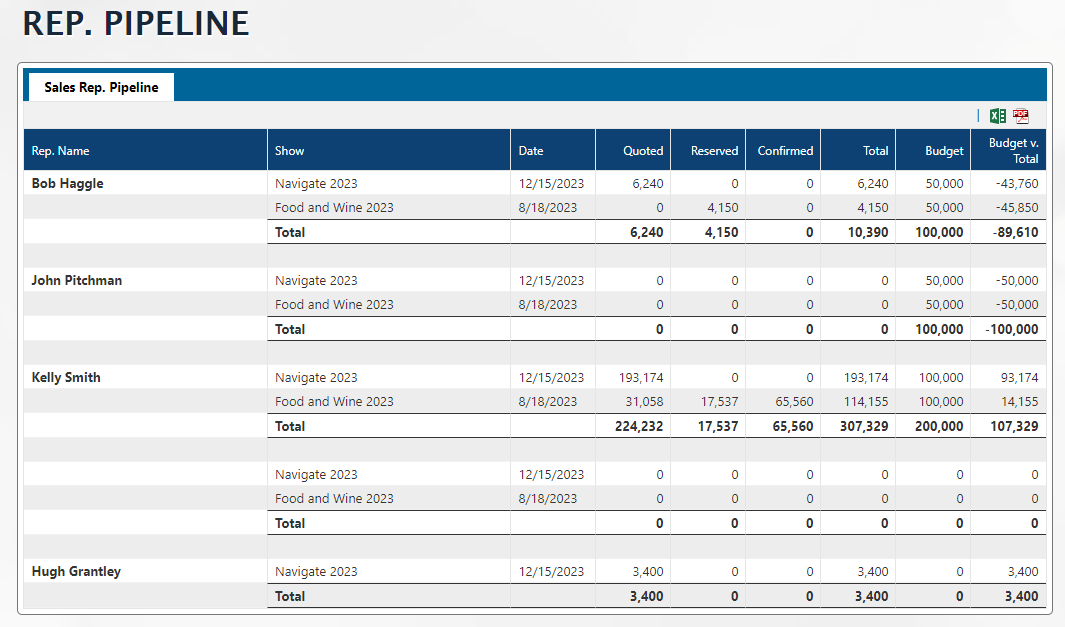 REP. PIPELINE
Sales Rep. Pipeline
Rep. Name Show Date Quoted Reserved Confirmed Total Budget Budget v. Total
Bob Haggle Navigate 2023 12/15/2023 6,240 0 0 6,240 50,000 -43,760
Food and Wine 2023 8/18/2023 0 4,150 0 4,150 50,000 -45,850
Total 6,240 4,150 0 10,390 100,000 -89,610
John Pitchman Navigate 2023 12/15/2023 0 0 0 0 50,000 -50,000
Food and Wine 2023 8/18/2023 0 0 0 0 50,000 -50,000
Total 0 0 0 0 100,000 -100,000
Kelly Smith Navigate 2023 12/15/2023 193,174 0 0 193,174 100,000 93,174
Food and Wine 2023 8/18/2023 31,058 17,537 65,560 114,155 100,000 14,155
Total 224,232 17,537 65,560 307,329 200,000 107,329
Navigate 2023 12/15/2023 0 0 0 0 0 0
Food and Wine 2023 8/18/2023 0 0 0 0 0 0
Total 0 0 0 0 0 0
Hugh Grantley Navigate 2023 12/15/2023 3,400 0 0 3,400 0 3,400
Total 3,400 0 0 3,400 0 3,400